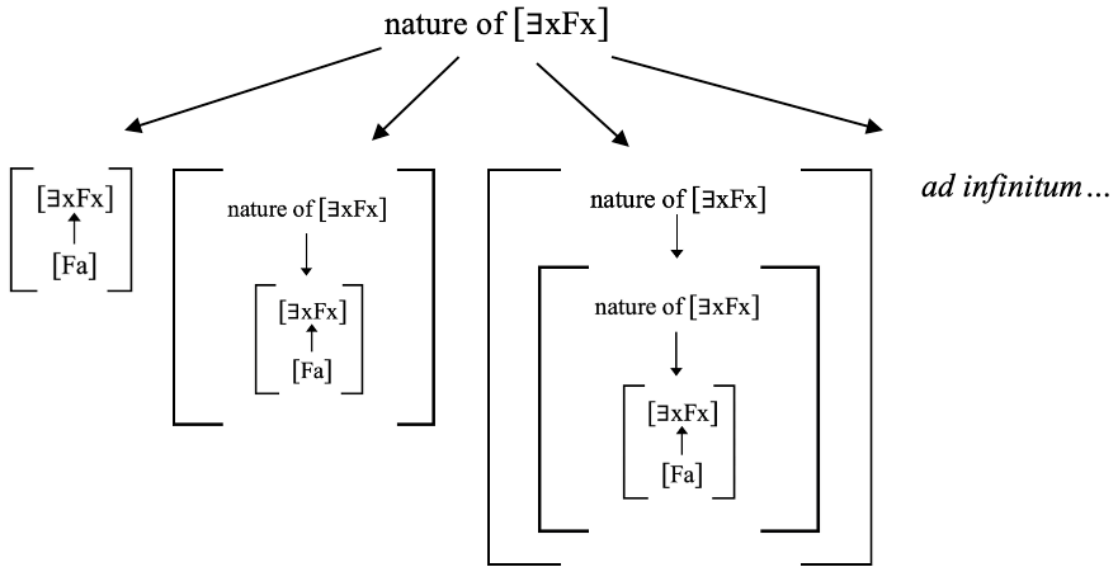 nature of [∃xFx]
[∃xFx]
[Fa]
nature of [∃xFx]
[∃xFx]
[Fa]
nature of [∃xFx]
nature of [∃xFx]
[∃xFx]
[Fa]
ad infinitum...